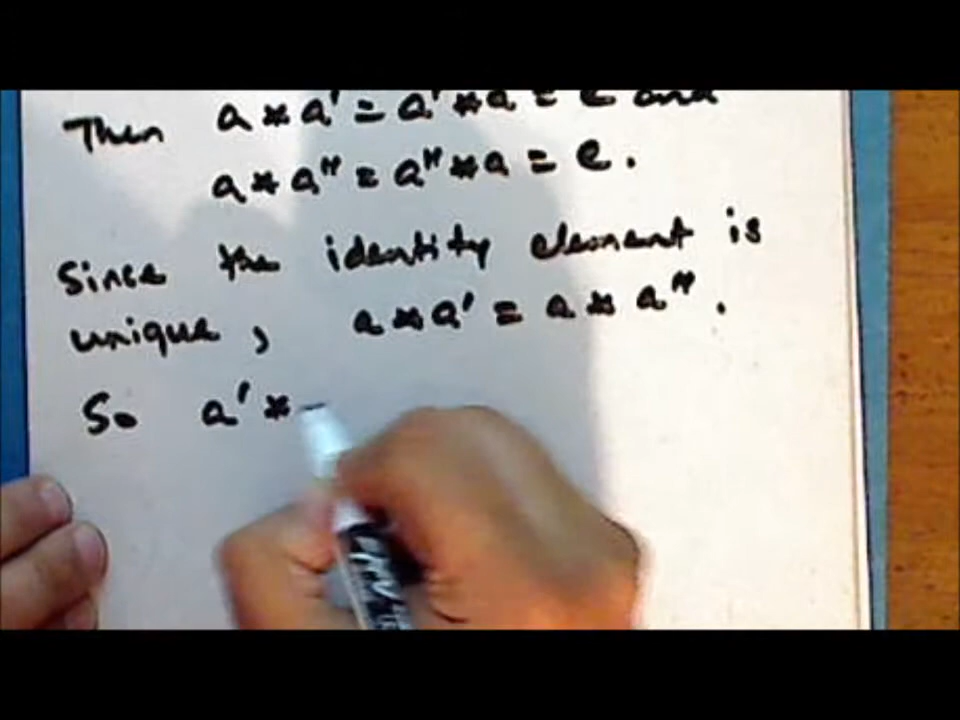 Then a * a' = a' * a = e and
a * a" = a" * a = e.
Since the identity element is
unique, a * a' = a * a".
So a' *